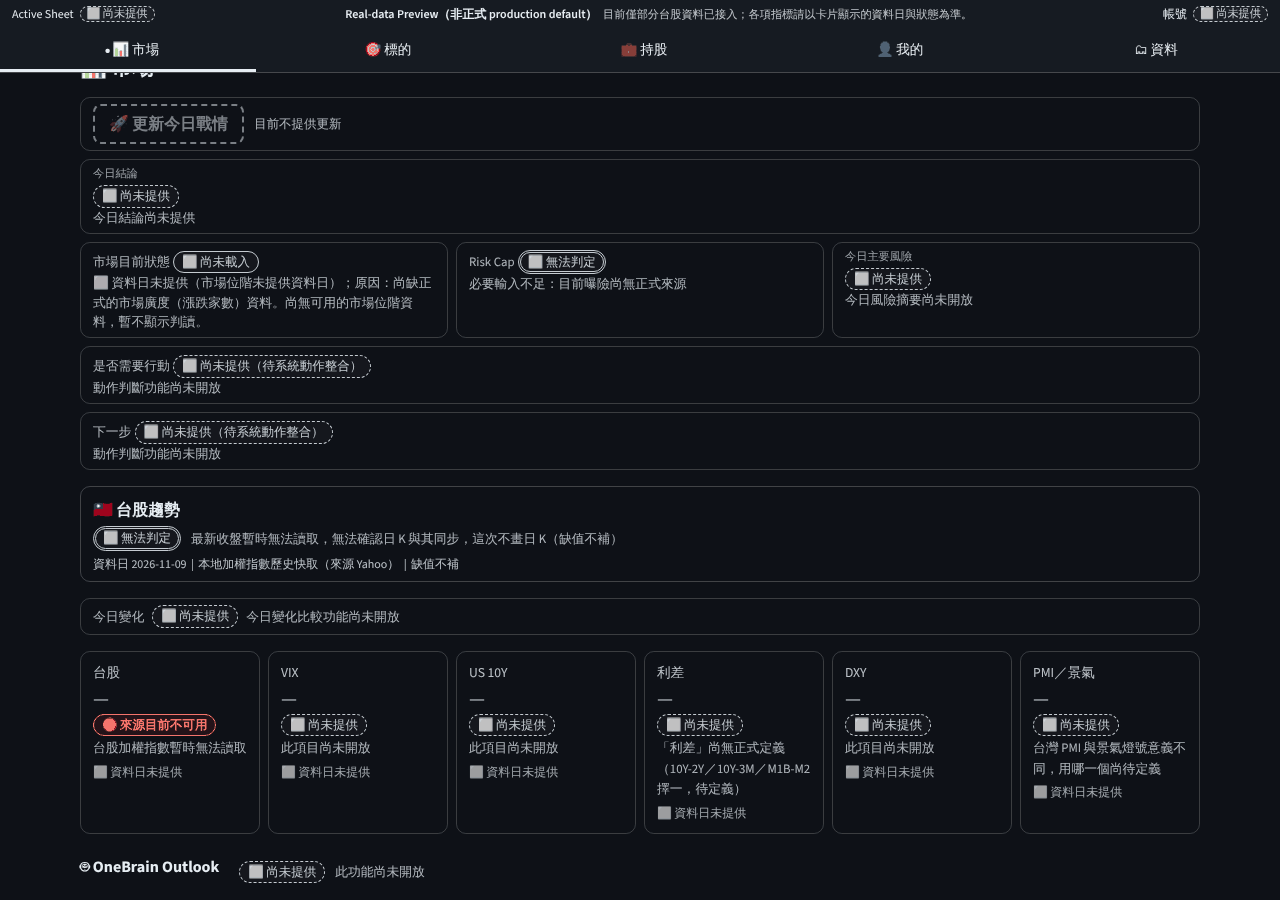 Active Sheet 尚未提供
Real-data Preview（非正式 production default） 目前僅部分台股資料已接入；各項指標請以卡片顯示的資料日與狀態為準。
帳號 尚未提供
市場
標的
持股
我的
資料
更新今日戰情 目前不提供更新
今日結論
尚未提供
今日結論尚未提供
市場目前狀態 尚未載入
資料日未提供（市場位階未提供資料日）；原因：尚缺正
式的市場廣度（漲跌家數）資料。尚無可用的市場位階資
料，暫不顯示判讀。
Risk Cap 無法判定
必要輸入不足：目前曝險尚無正式來源
今日主要風險
尚未提供
今日風險摘要尚未開放
是否需要行動 尚未提供（待系統動作整合）
動作判斷功能尚未開放
下一步 尚未提供（待系統動作整合）
動作判斷功能尚未開放
🇹🇼 台股趨勢
無法判定 最新收盤暫時無法讀取，無法確認日 K 與其同步，這次不畫日 K（缺值不補）
資料日 2026-11-09｜本地加權指數歷史快取（來源 Yahoo）｜缺值不補
今日變化 尚未提供 今日變化比較功能尚未開放
台股
—
來源目前不可用
台股加權指數暫時無法讀取
資料日未提供
VIX
—
尚未提供
此項目尚未開放
資料日未提供
US 10Y
—
尚未提供
此項目尚未開放
資料日未提供
利差
—
尚未提供
「利差」尚無正式定義
（10Y-2Y／10Y-3M／M1B-M2
擇一，待定義）
資料日未提供
DXY
—
尚未提供
此項目尚未開放
資料日未提供
PMI／景氣
—
尚未提供
台灣 PMI 與景氣燈號意義不
同，用哪一個尚待定義
資料日未提供
OneBrain Outlook 尚未提供 此功能尚未開放